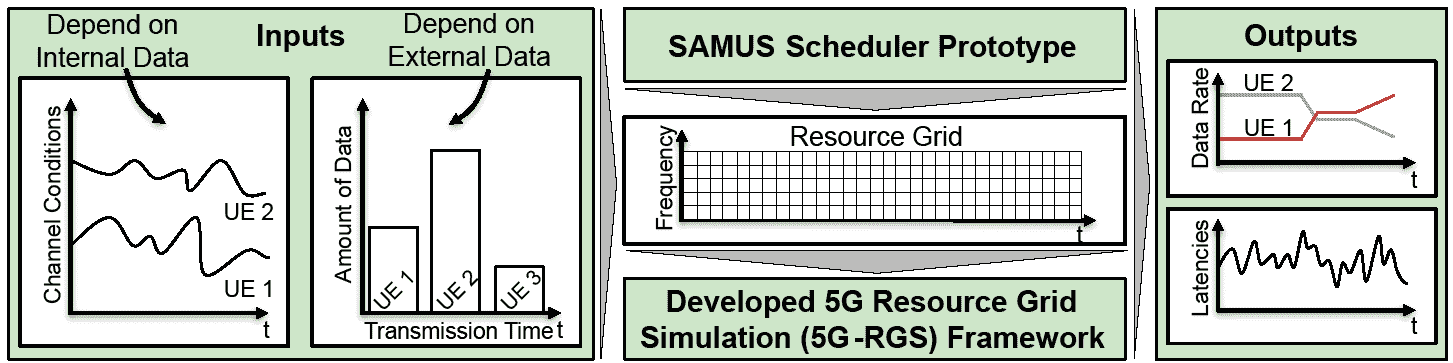 Inputs
Depend on
Internal Data
Depend on
External Data
Channel Conditions
UE 2
UE 1
t
Amount of Data
UE 1
UE 2
UE 3
Transmission Time t
SAMUS Scheduler Prototype
Resource Grid
Frequency
t
Developed 5G Resource Grid
Simulation (5G-RGS) Framework
Outputs
Data Rate
UE 2
UE 1
t
Latencies
t